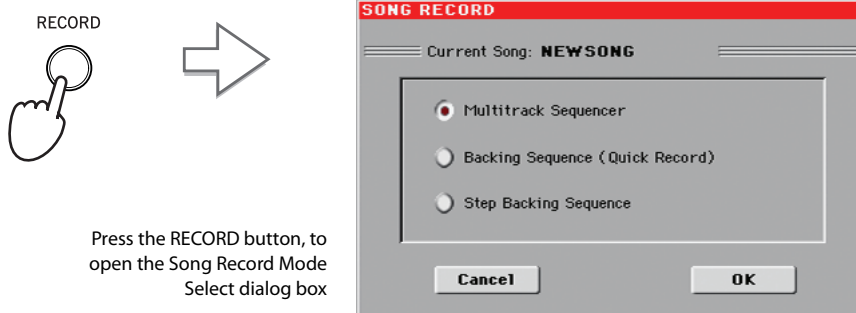 RECORD
Press the RECORD button, to
open the Song Record Mode
Select dialog box
SONG RECORD
Current Song: NEWSONG
Multitrack Sequencer
Backing Sequence (Quick Record)
Step Backing Sequence
Cancel
OK